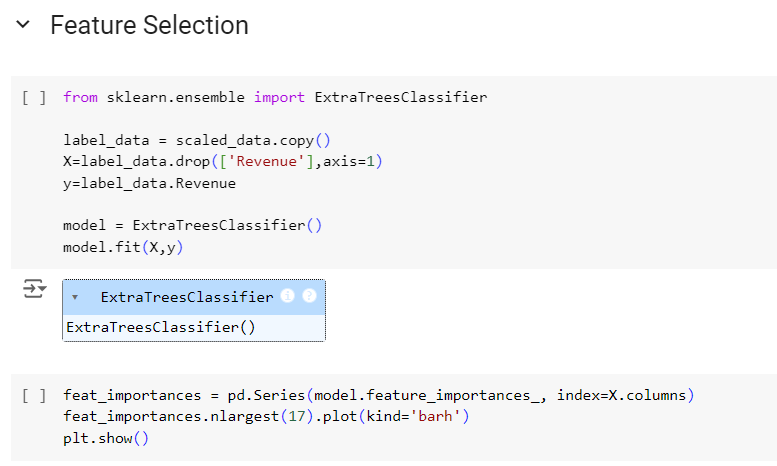 Feature Selection
[ ] from sklearn.ensemble import ExtraTreesClassifier
label_data = scaled_data.copy()
X=label_data.drop(['Revenue'],axis=1)
y=label_data.Revenue
model = ExtraTreesClassifier()
model.fit(X,y)
ExtraTreesClassifier i ?
ExtraTreesClassifier()
[ ] feat_importances = pd.Series(model.feature_importances_, index=X.columns)
feat_importances.nlargest(17).plot(kind='barh')
plt.show()